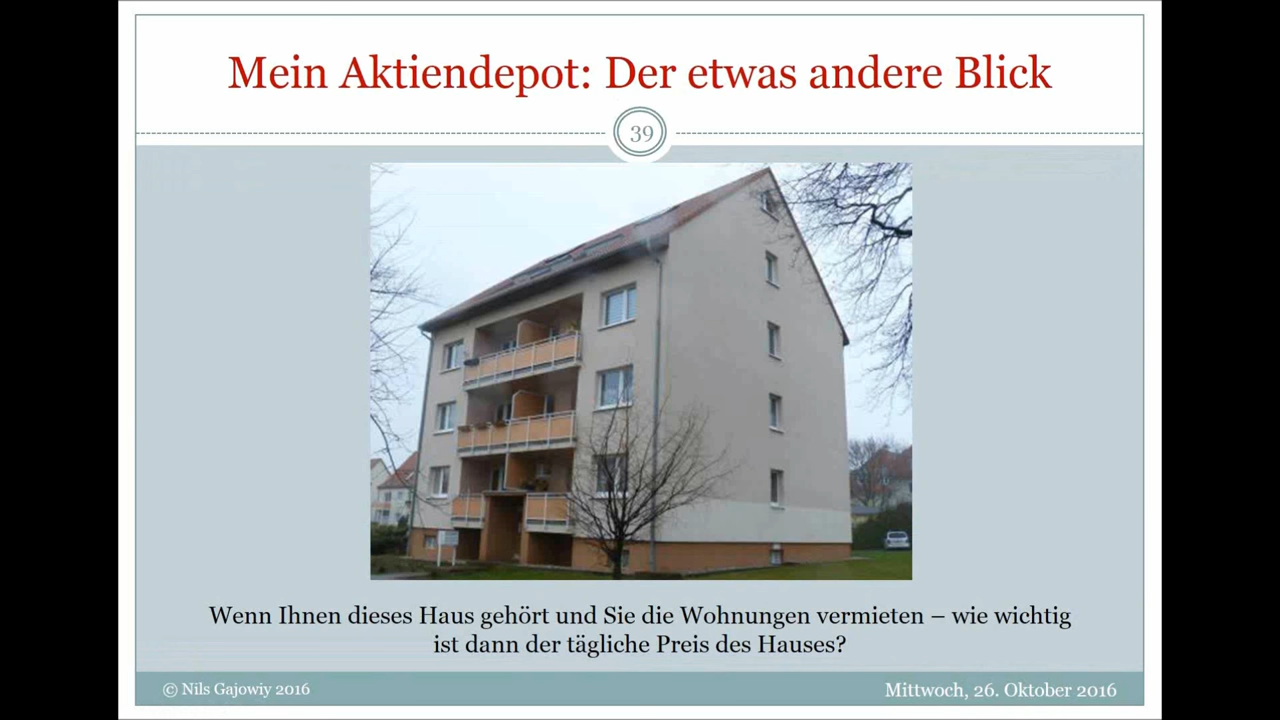 Mein Aktiendepot: Der etwas andere Blick
39
Wenn Ihnen dieses Haus gehört und Sie die Wohnungen vermieten – wie wichtig
ist dann der tägliche Preis des Hauses?
© Nils Gajowiy 2016
Mittwoch, 26. Oktober 2016